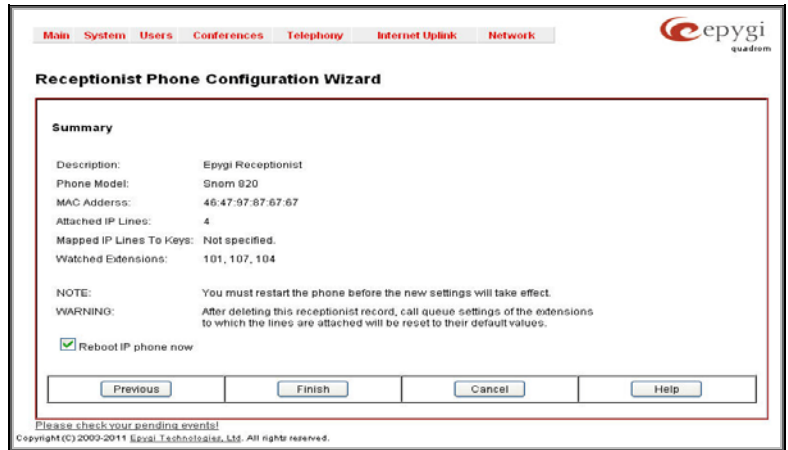 Main System Users Conferences Telephony Internet Uplink Network
epygi
quadrom
Receptionist Phone Configuration Wizard
Summary
Description: Epygi Receptionist
Phone Model: Snom 820
MAC Adderss: 46:47:97:87:67:67
Attached IP Lines: 4
Mapped IP Lines To Keys: Not specified.
Watched Extensions: 101, 107, 104
NOTE: You must restart the phone before the new settings will take effect.
WARNING: After deleting this receptionist record, call queue settings of the extensions
to which the lines are attached will be reset to their default values.
Reboot IP phone now
Previous Finish Cancel Help
Please check your pending events!
Copyright (C) 2003-2011 Epygi Technologies, Ltd. All rights reserved.